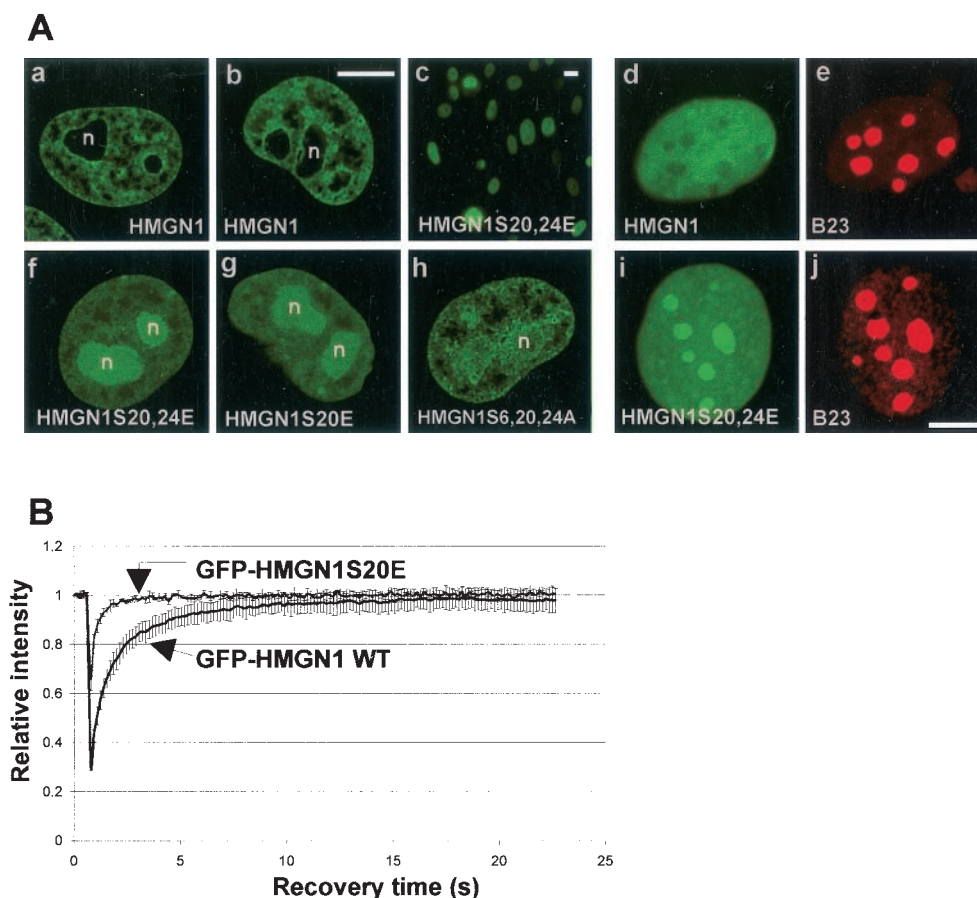 A
a
b
c
d
e
n
n
HMGN1
HMGN1
HMGN1S20,24E
HMGN1
B23
f
g
h
i
j
n
n
n
n
n
HMGN1S20,24E
HMGN1S20E
HMGN1S6,20,24A
HMGN1S20,24E
B23
B
1.2
1
0.8
0.6
0.4
0.2
0
Relative intensity
GFP-HMGN1S20E
GFP-HMGN1 WT
0
5
10
15
20
25
Recovery time (s)